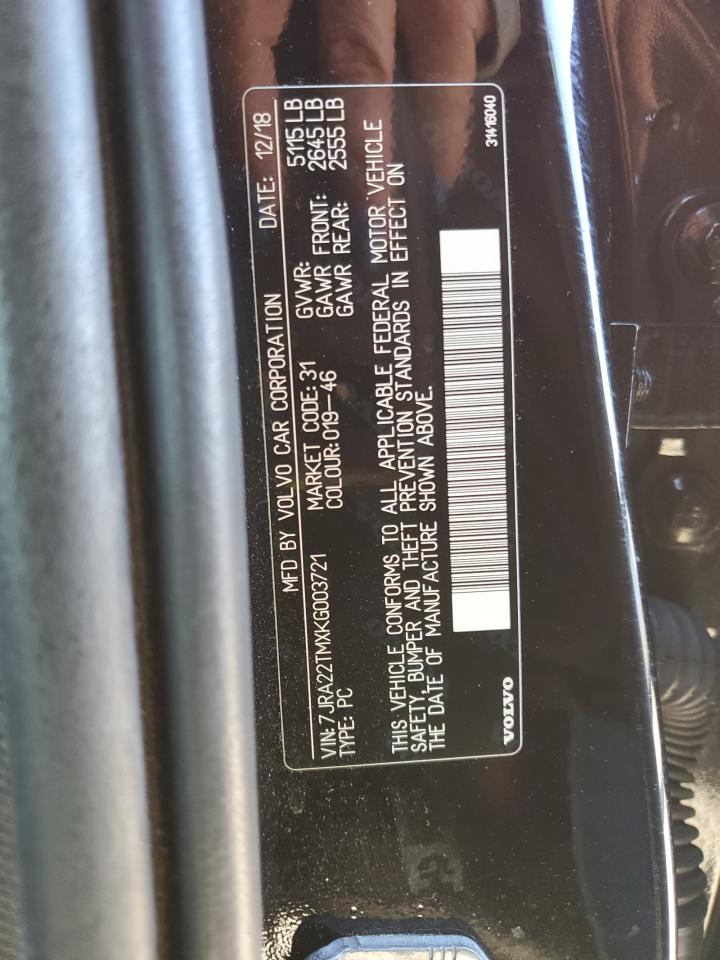 MFD BY VOLVO CAR CORPORATION DATE: 12/18
VIN: 7JRA22TMXKG003721 MARKET CODE: 31 GVWR: 5115 LB
TYPE: PC COLOUR: 019-46 GAWR FRONT: 2645 LB
GAWR REAR: 2555 LB
THIS VEHICLE CONFORMS TO ALL APPLICABLE FEDERAL MOTOR VEHICLE
SAFETY, BUMPER AND THEFT PREVENTION STANDARDS IN EFFECT ON
THE DATE OF MANUFACTURE SHOWN ABOVE.
VOLVO 31416040